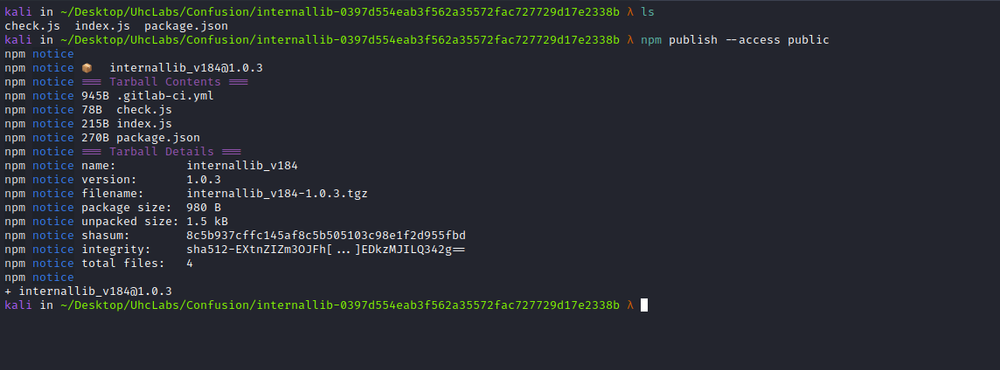 kali in ~/Desktop/UhcLabs/Confusion/internallib-0397d554eab3f562a35572fac727729d17e2338b λ ls
check.js  index.js  package.json
kali in ~/Desktop/UhcLabs/Confusion/internallib-0397d554eab3f562a35572fac727729d17e2338b λ npm publish --access public
npm notice
npm notice 📦  internallib_v184@1.0.3
npm notice === Tarball Contents ===
npm notice 945B .gitlab-ci.yml
npm notice 78B  check.js
npm notice 215B index.js
npm notice 270B package.json
npm notice === Tarball Details ===
npm notice name:          internallib_v184
npm notice version:       1.0.3
npm notice filename:      internallib_v184-1.0.3.tgz
npm notice package size:  980 B
npm notice unpacked size: 1.5 kB
npm notice shasum:        8c5b937cffc145af8c5b505103c98e1f2d955fbd
npm notice integrity:     sha512-EXtnZIZm3OJFh[...]EDkzMJILQ342g==
npm notice total files:   4
npm notice
+ internallib_v184@1.0.3
kali in ~/Desktop/UhcLabs/Confusion/internallib-0397d554eab3f562a35572fac727729d17e2338b λ